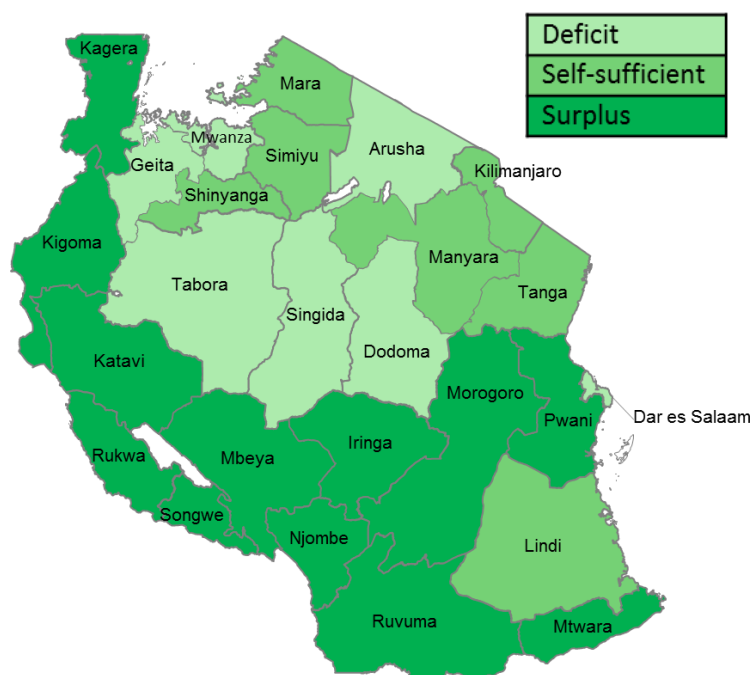 Deficit
Self-sufficient
Surplus
Kagera
Mara
Mwanza
Arusha
Simiyu
Geita
Kilimanjaro
Shinyanga
Kigoma
Manyara
Tabora
Tanga
Singida
Dodoma
Katavi
Morogoro
Pwani
Dar es Salaam
Iringa
Rukwa
Mbeya
Songwe
Njombe
Lindi
Ruvuma
Mtwara